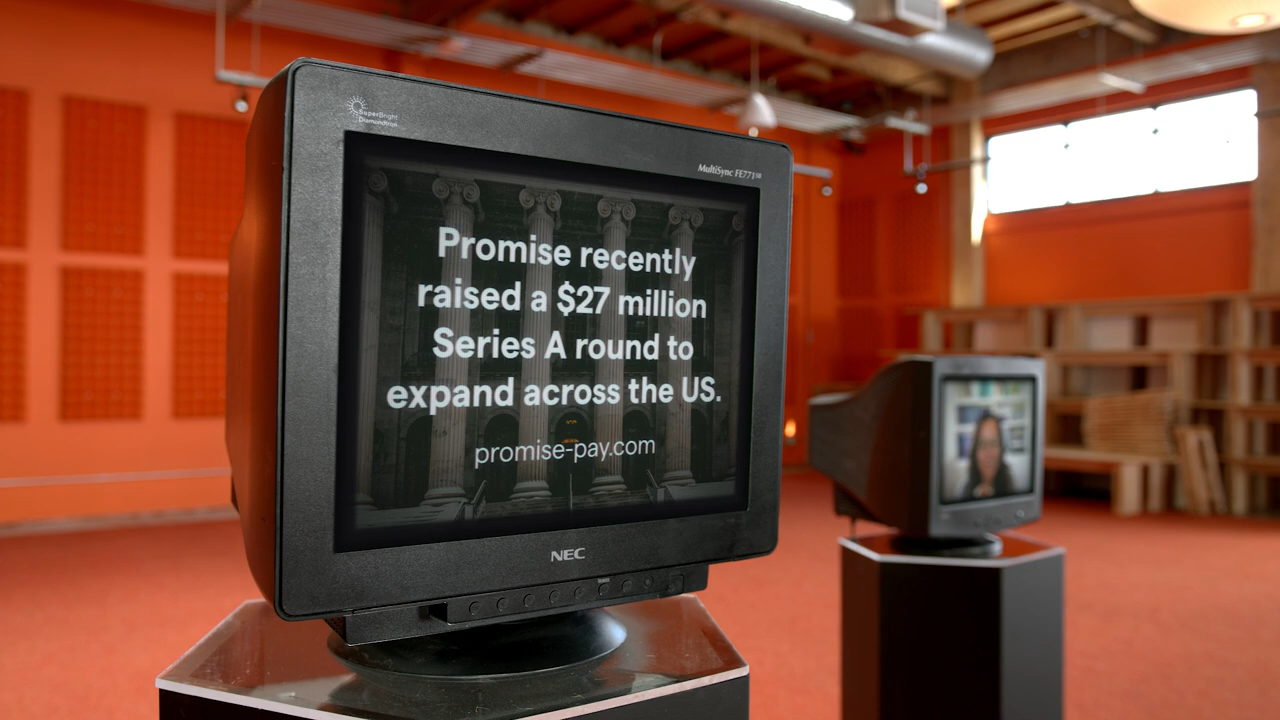 SuperBright
Diamondtron
MultiSync FE771SB
Promise recently
raised a $27 million
Series A round to
expand across the US.
promise-pay.com
NEC